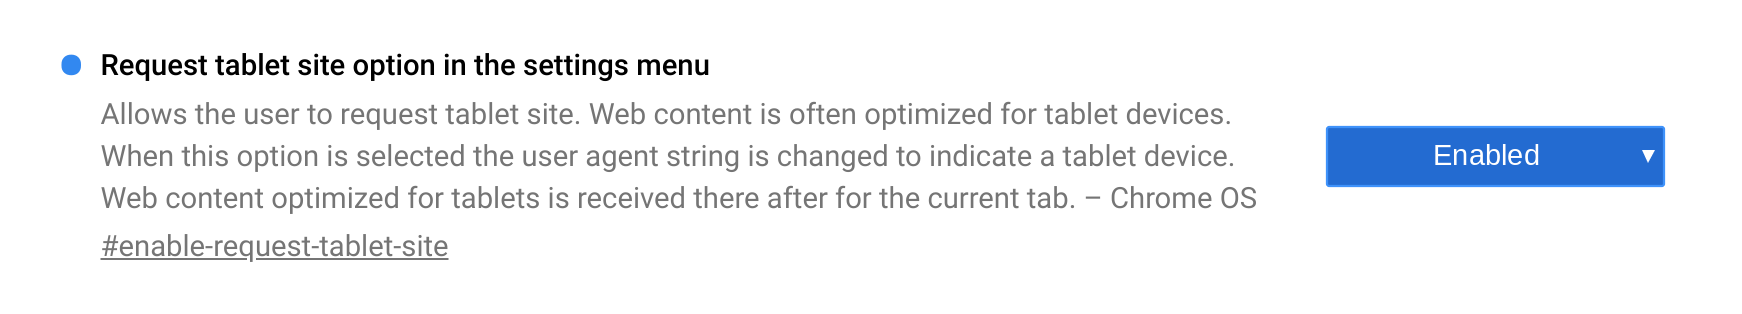 Request tablet site option in the settings menu
Allows the user to request tablet site. Web content is often optimized for tablet devices.
When this option is selected the user agent string is changed to indicate a tablet device.
Web content optimized for tablets is received there after for the current tab. – Chrome OS
#enable-request-tablet-site
Enabled